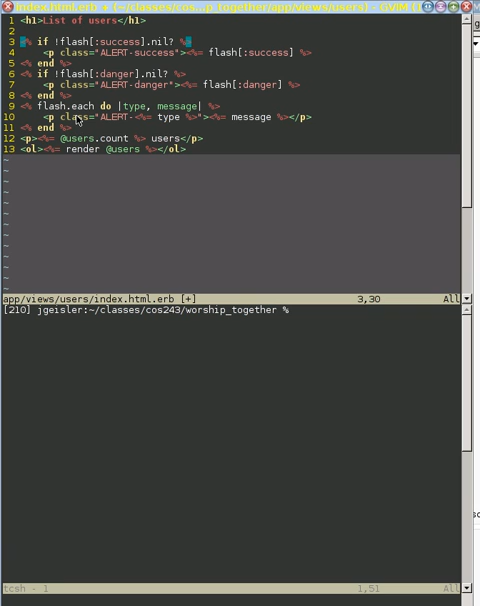 index.html.erb + (~/classes/cos...p_together/app/views/users) - GVIM
1 <h1>List of users</h1>
2
3 <% if !flash[:success].nil? %>
4     <p class="ALERT-success"><%= flash[:success] %>
5 <% end %>
6 <% if !flash[:danger].nil? %>
7     <p class="ALERT-danger"><%= flash[:danger] %>
8 <% end %>
9 <% flash.each do |type, message| %>
10     <p class="ALERT-<%= type %>"><%= message %></p>
11 <% end %>
12 <p><%= @users.count %> users</p>
13 <ol><%= render @users %></ol>
~
~
~
~
~
~
~
~
~
~
~
~
~
app/views/users/index.html.erb [+] 3,30 All
[210] jgeisler:~/classes/cos243/worship_together %
tcsh - 1 1,51 All